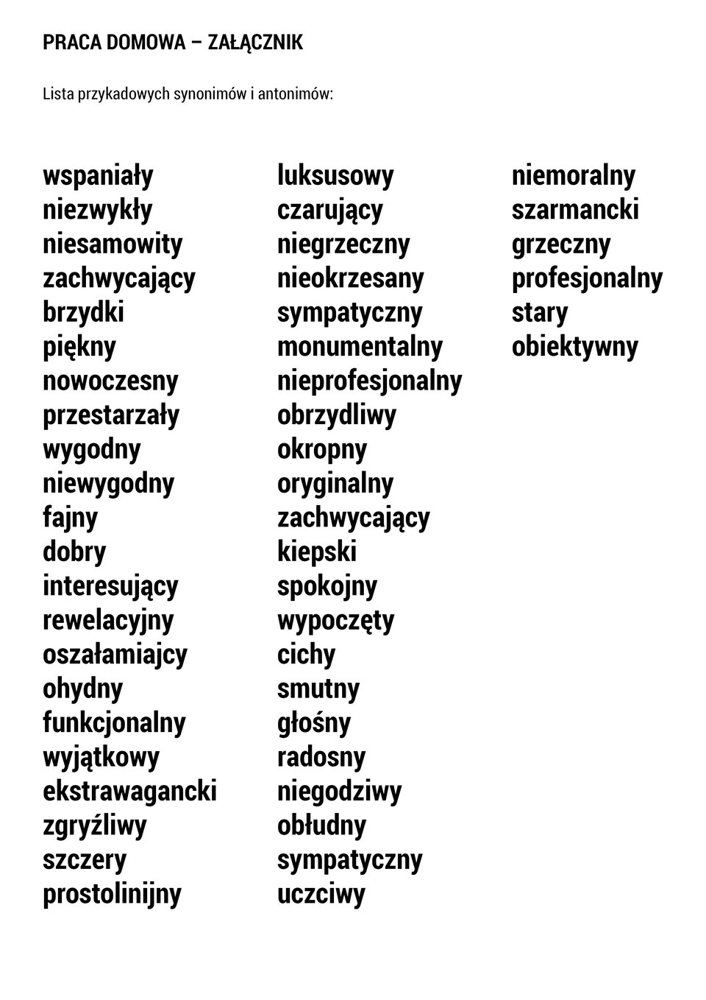 PRACA DOMOWA – ZAŁĄCZNIK
Lista przykadowych synonimów i antonimów:
wspaniały
niezwykły
niesamowity
zachwycający
brzydki
piękny
nowoczesny
przestarzały
wygodny
niewygodny
fajny
dobry
interesujący
rewelacyjny
oszałamiajcy
ohydny
funkcjonalny
wyjątkowy
ekstrawagancki
zgryźliwy
szczery
prostolinijny
luksusowy
czarujący
niegrzeczny
nieokrzesany
sympatyczny
monumentalny
nieprofesjonalny
obrzydliwy
okropny
oryginalny
zachwycający
kiepski
spokojny
wypoczęty
cichy
smutny
głośny
radosny
niegodziwy
obłudny
sympatyczny
uczciwy
niemoralny
szarmancki
grzeczny
profesjonalny
stary
obiektywny